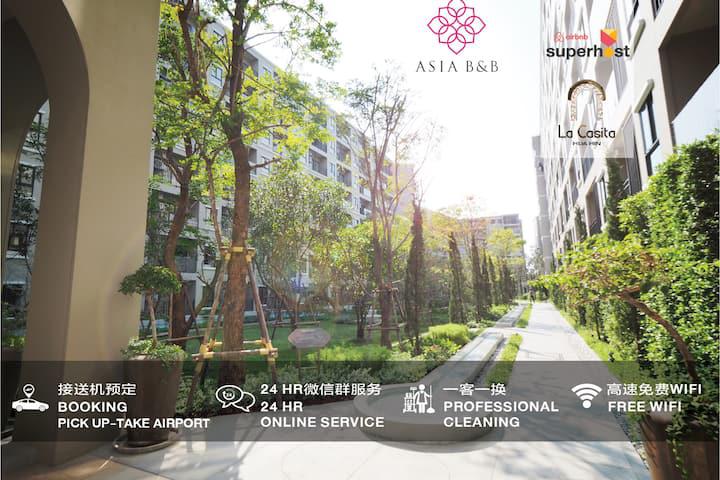 ASIA B&B
airbnb
superhost
La Casita
HUA HIN
接送机预定
BOOKING
PICK UP-TAKE AIRPORT
24 HR微信群服务
24 HR
ONLINE SERVICE
一客一换
PROFESSIONAL
CLEANING
高速免费WIFI
FREE WIFI